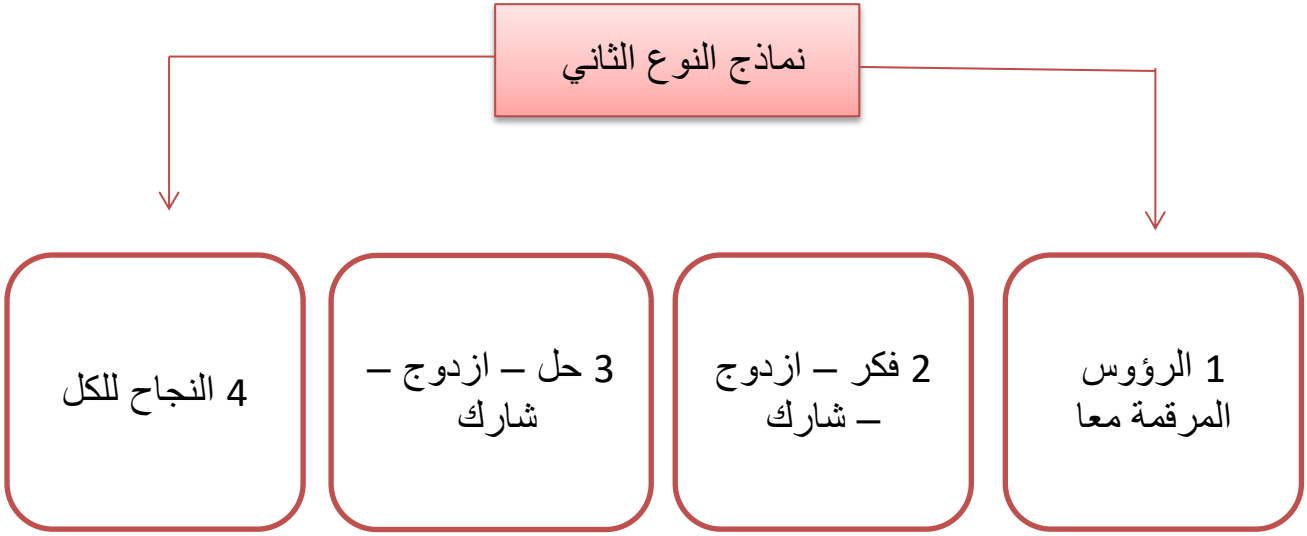 نماذج النوع الثاني
1 الرؤوس
المرقمة معا
2 فكر – ازدوج
– شارك
3 حل – ازدوج –
شارك
4 النجاح للكل